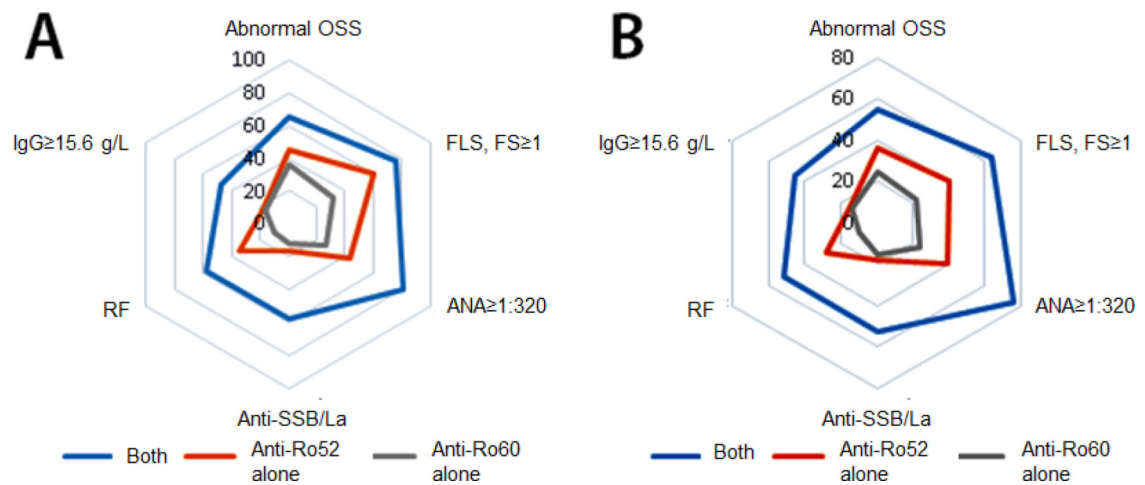 A
Abnormal OSS
100
80
60
40
20
0
IgG≥15.6 g/L
FLS, FS≥1
RF
ANA≥1:320
Anti-SSB/La
Both
Anti-Ro52
alone
Anti-Ro60
alone
B
Abnormal OSS
80
60
40
20
0
IgG≥15.6 g/L
FLS, FS≥1
RF
ANA≥1:320
Anti-SSB/La
Both
Anti-Ro52
alone
Anti-Ro60
alone